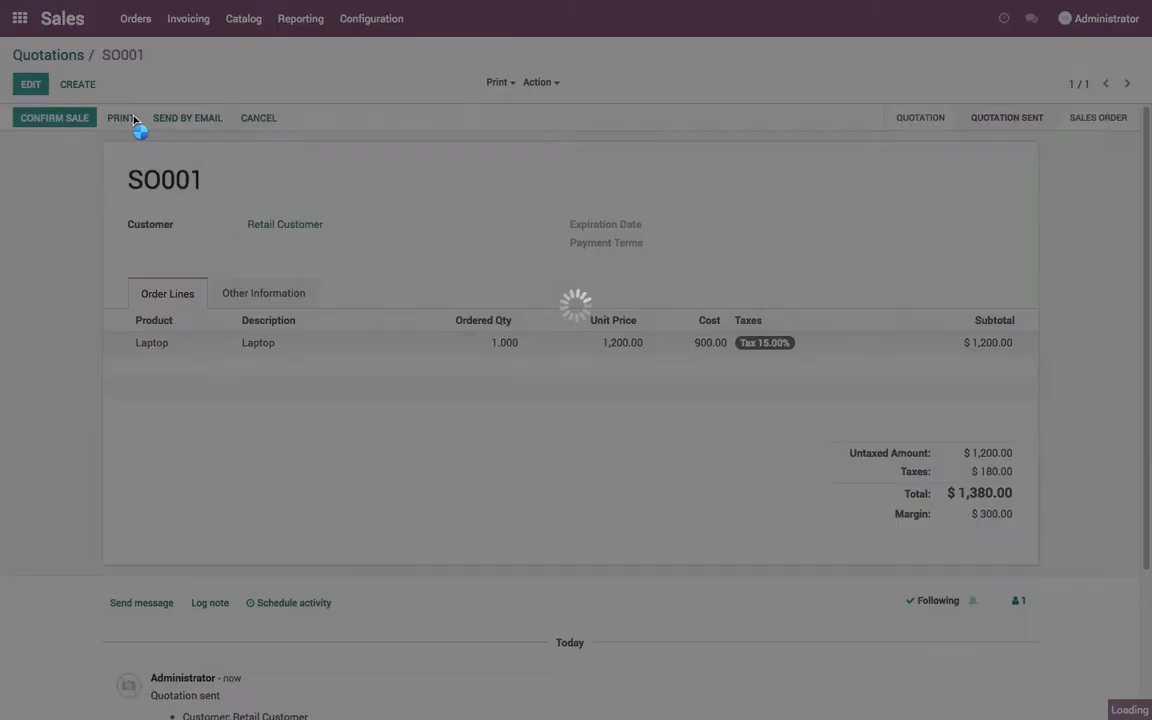 Sales Orders Invoicing Catalog Reporting Configuration Administrator
Quotations / SO001
EDIT CREATE Print Action 1 / 1
CONFIRM SALE PRINT SEND BY EMAIL CANCEL QUOTATION QUOTATION SENT SALES ORDER
SO001
Customer Retail Customer Expiration Date
Payment Terms
Order Lines Other Information
Product Description Ordered Qty Unit Price Cost Taxes Subtotal
Laptop Laptop 1.000 1,200.00 900.00 Tax 15.00% $ 1,200.00
Untaxed Amount: $ 1,200.00
Taxes: $ 180.00
Total: $ 1,380.00
Margin: $ 300.00
Send message Log note Schedule activity Following 1
Today
Administrator - now
Quotation sent
• Customer: Retail Customer
Loading